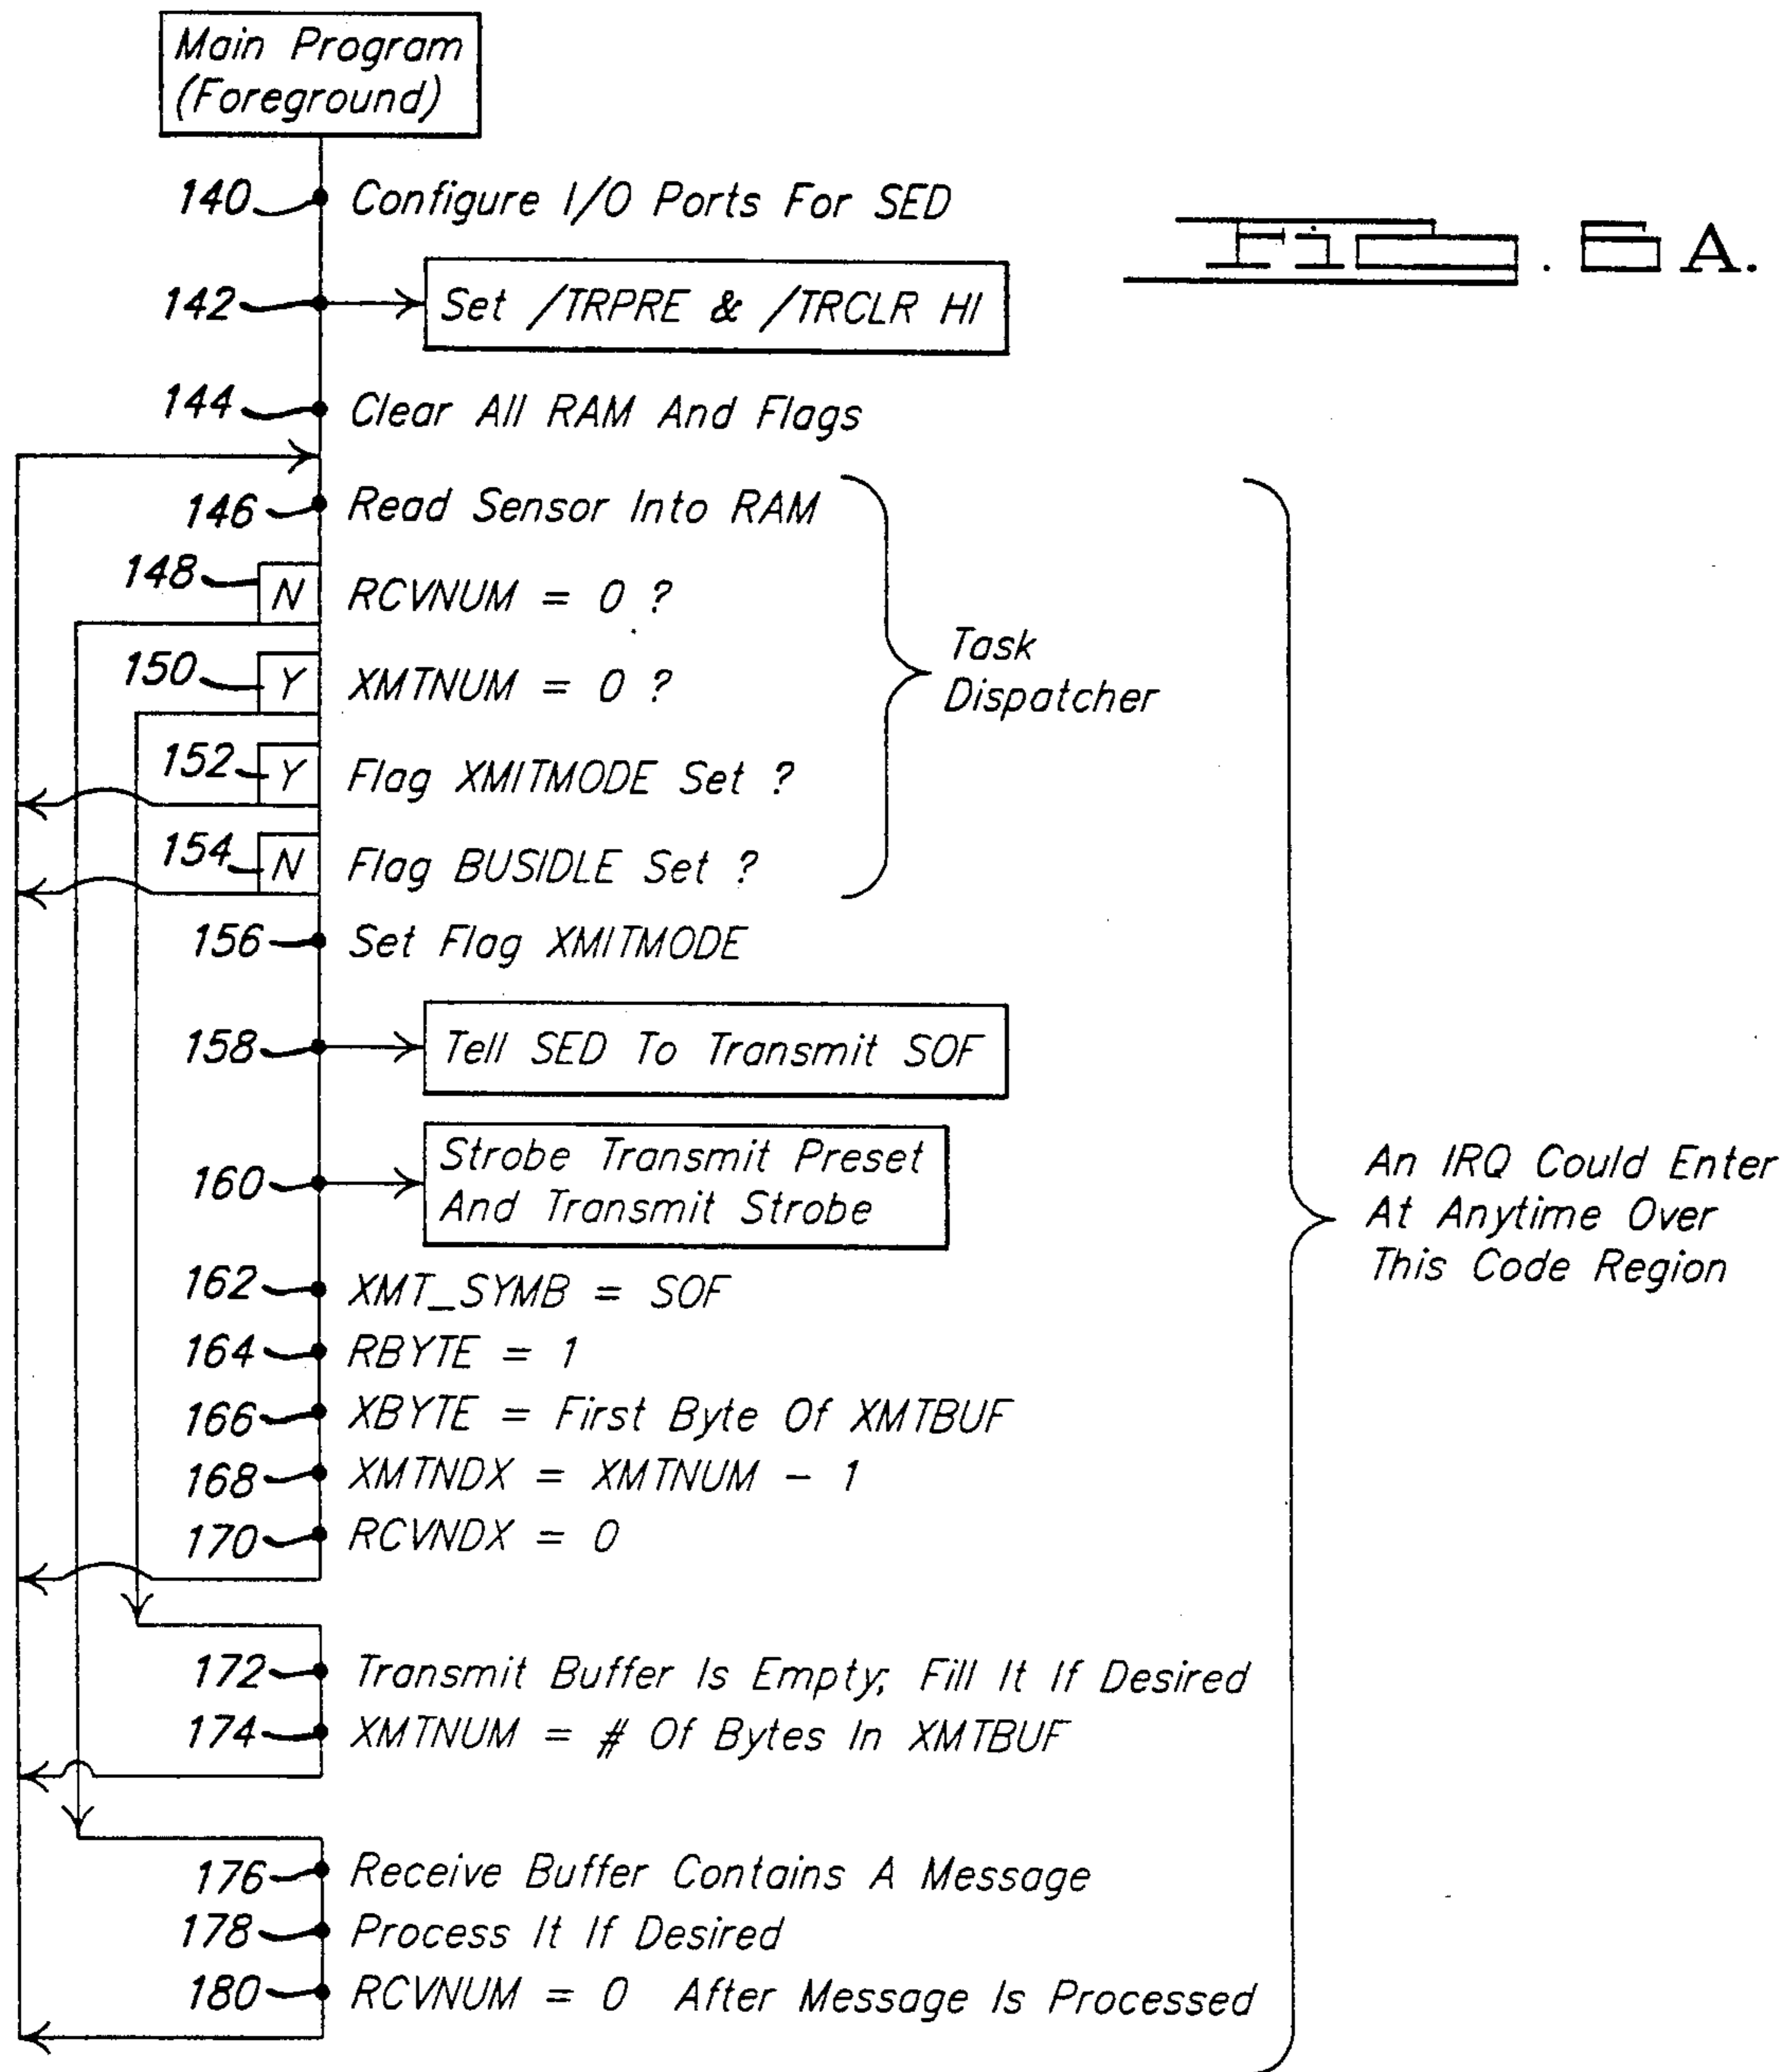 Main Program
(Foreground)
140 Configure I/O Ports For SED
142 Set /TRPRE & /TRCLR HI
144 Clear All RAM And Flags
146 Read Sensor Into RAM
148 N RCVNUM = 0 ?
150 Y XMTNUM = 0 ?
152 Y Flag XMITMODE Set ?
154 N Flag BUSIDLE Set ?
Task
Dispatcher
156 Set Flag XMITMODE
158 Tell SED To Transmit SOF
160 Strobe Transmit Preset
And Transmit Strobe
162 XMT_SYMB = SOF
164 RBYTE = 1
166 XBYTE = First Byte Of XMTBUF
168 XMTNDX = XMTNUM - 1
170 RCVNDX = 0
172 Transmit Buffer Is Empty; Fill It If Desired
174 XMTNUM = # Of Bytes In XMTBUF
176 Receive Buffer Contains A Message
178 Process It If Desired
180 RCVNUM = 0 After Message Is Processed
An IRQ Could Enter
At Anytime Over
This Code Region